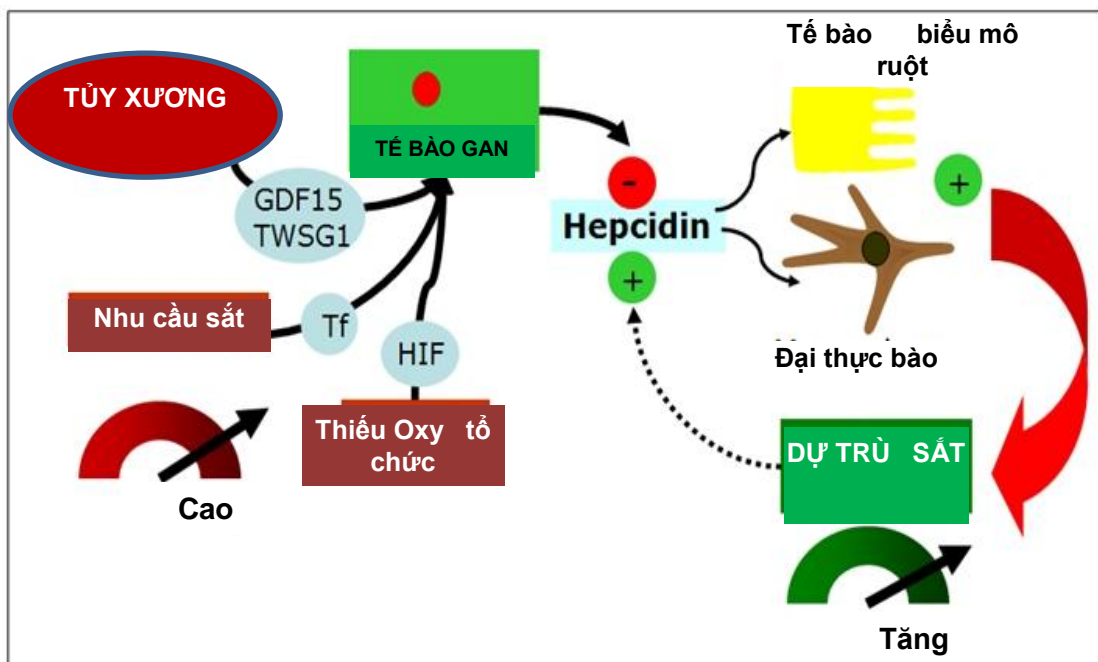 TỦY XƯƠNG
TẾ BÀO GAN
GDF15
TWSG1
Nhu cầu sắt
Tf
HIF
Thiếu Oxy tổ
chức
Cao
Tế bào biểu mô
ruột
-
Hepcidin
+
+
Đại thực bào
DỰ TRÙ SẮT
Tăng